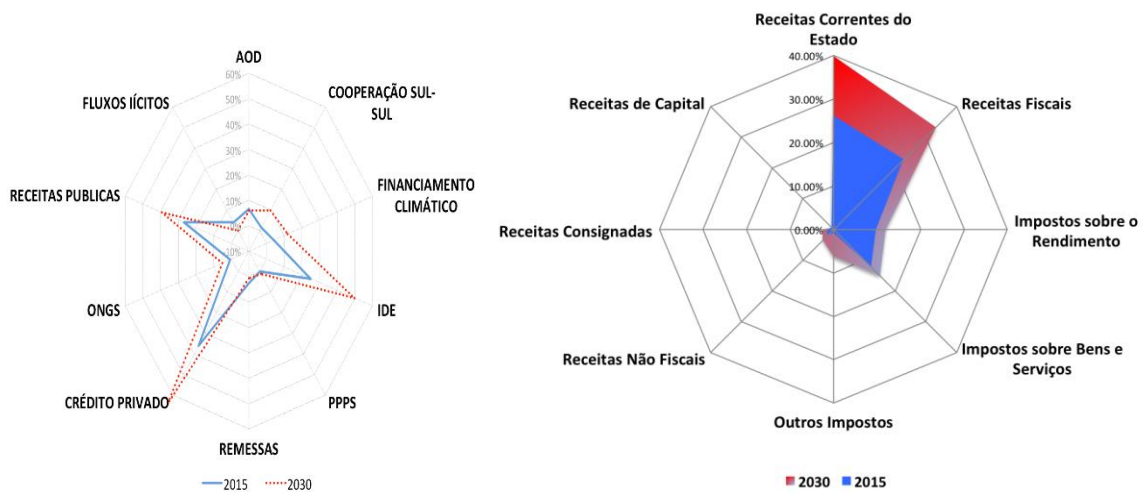 AOD
60%
50%
40%
30%
20%
10%
0%
-10%
COOPERAÇÃO SUL-
SUL
FINANCIAMENTO
CLIMÁTICO
IDE
PPPS
REMESSAS
CRÉDITO PRIVADO
ONGS
RECEITAS PUBLICAS
FLUXOS IÍCITOS
2015
2030
Receitas Correntes do
Estado
40.00%
30.00%
20.00%
10.00%
0.00%
Receitas Fiscais
Impostos sobre o
Rendimento
Impostos sobre Bens e
Serviços
Outros Impostos
Receitas Não Fiscais
Receitas Consignadas
Receitas de Capital
2030
2015